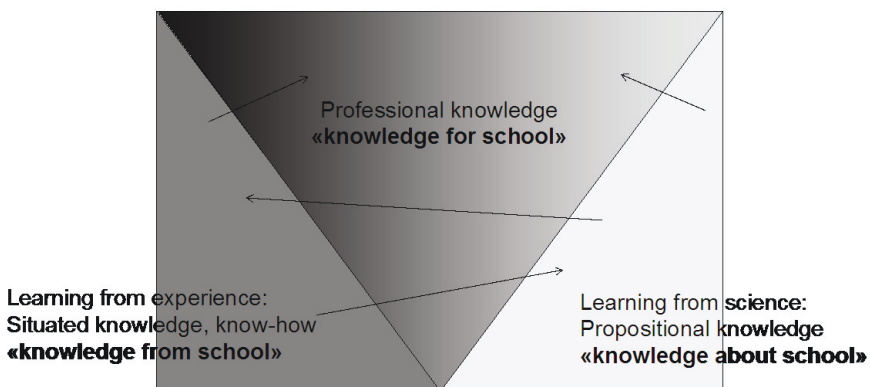 Professional knowledge
«knowledge for school»
Learning from experience:
Situated knowledge, know-how
«knowledge from school»
Learning from science:
Propositional knowledge
«knowledge about school»